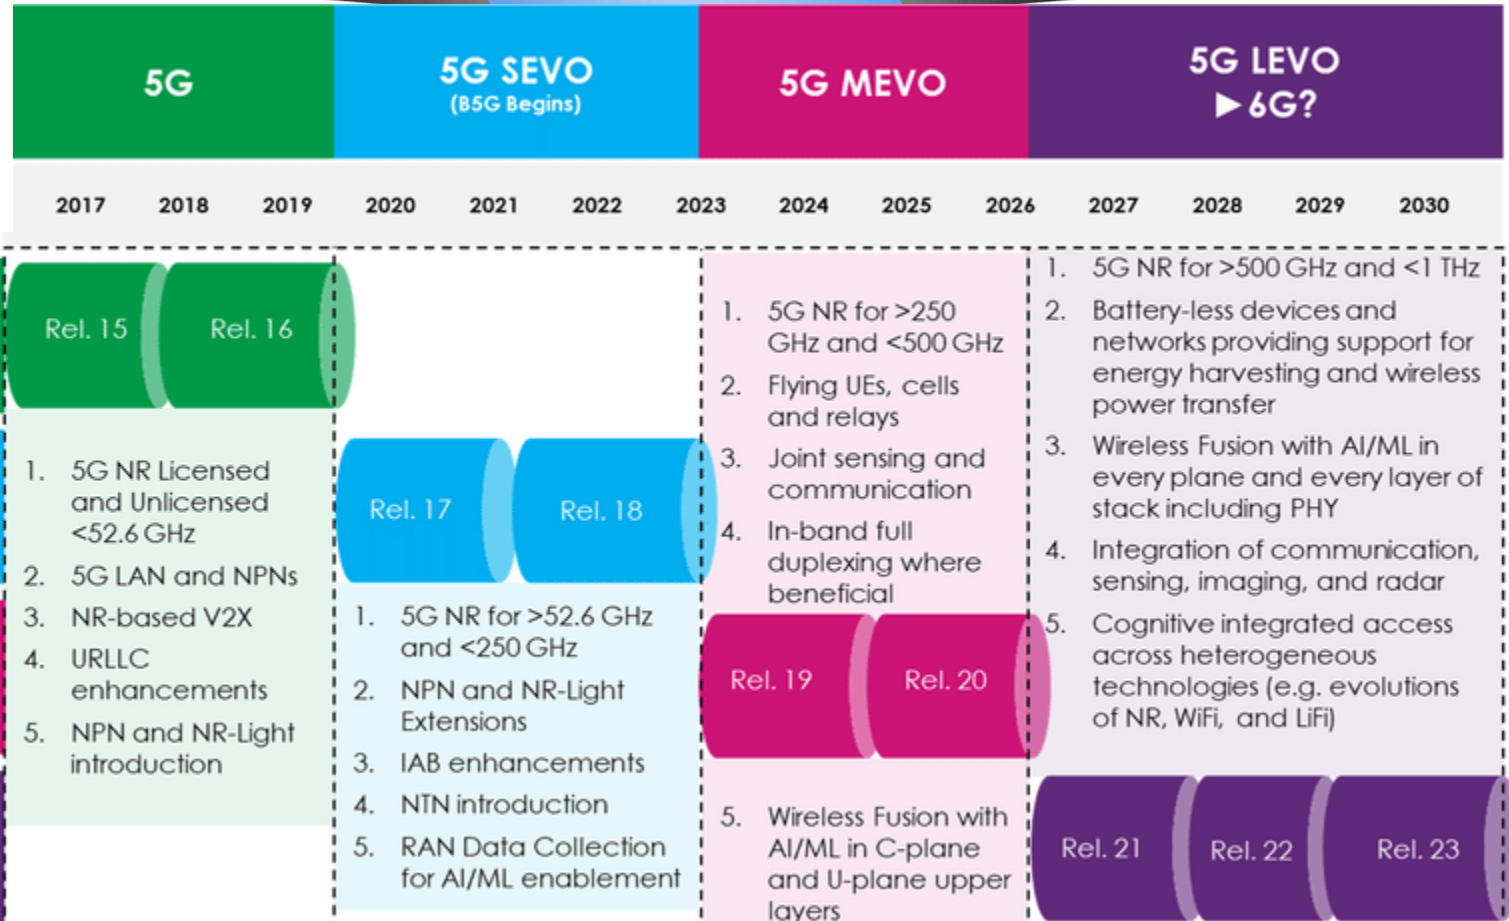 5G
5G SEVO
(B5G Begins)
5G MEVO
5G LEVO
►6G?
2017 2018 2019 2020 2021 2022 2023 2024 2025 2026 2027 2028 2029 2030
Rel. 15
Rel. 16
1. 5G NR Licensed
and Unlicensed
<52.6 GHz
2. 5G LAN and NPNs
3. NR-based V2X
4. URLLC
enhancements
5. NPN and NR-Light
introduction
Rel. 17
Rel. 18
1. 5G NR for >52.6 GHz
and <250 GHz
2. NPN and NR-Light
Extensions
3. IAB enhancements
4. NTN introduction
5. RAN Data Collection
for AI/ML enablement
1. 5G NR for >250
GHz and <500 GHz
2. Flying UEs, cells
and relays
3. Joint sensing and
communication
4. In-band full
duplexing where
beneficial
Rel. 19
Rel. 20
5. Wireless Fusion with
AI/ML in C-plane
and U-plane upper
layers
1. 5G NR for >500 GHz and <1 THz
2. Battery-less devices and
networks providing support for
energy harvesting and wireless
power transfer
3. Wireless Fusion with AI/ML in
every plane and every layer of
stack including PHY
4. Integration of communication,
sensing, imaging, and radar
5. Cognitive integrated access
across heterogeneous
technologies (e.g. evolutions
of NR, WiFi, and LiFi)
Rel. 21
Rel. 22
Rel. 23